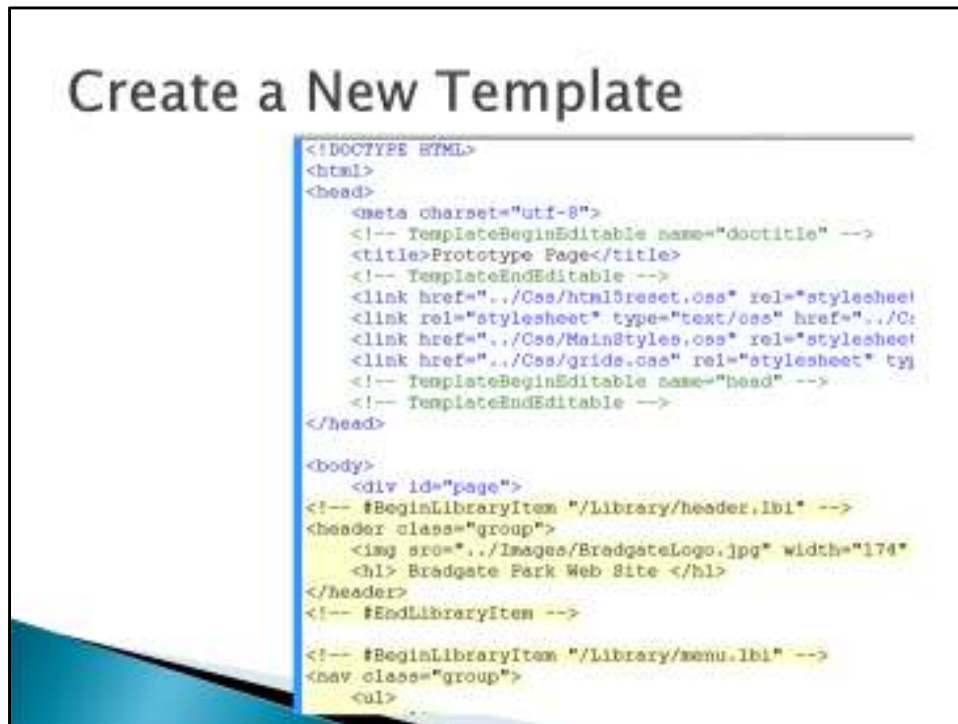 Create a New Template
<!DOCTYPE HTML>
<html>
<head>
<meta charset="utf-8">
<!-- TemplateBeginEditable name="doctitle" -->
<title>Prototype Page</title>
<!-- TemplateEndEditable -->
<link href="../Css/html5reset.css" rel="stylesheet
<link rel="stylesheet" type="text/css" href="../Cs
<link href="../Css/MainStyles.css" rel="stylesheet
<link href="../Css/grids.css" rel="stylesheet" typ
<!-- TemplateBeginEditable name="head" -->
<!-- TemplateEndEditable -->
</head>
<body>
<div id="page">
<!-- #BeginLibraryItem "/Library/header.lbi" -->
<header class="group">
<img src="../Images/BradgateLogo.jpg" width="174"
<h1> Bradgate Park Web Site </h1>
</header>
<!-- #EndLibraryItem -->
<!-- #BeginLibraryItem "/Library/menu.lbi" -->
<nav class="group">
<ul>